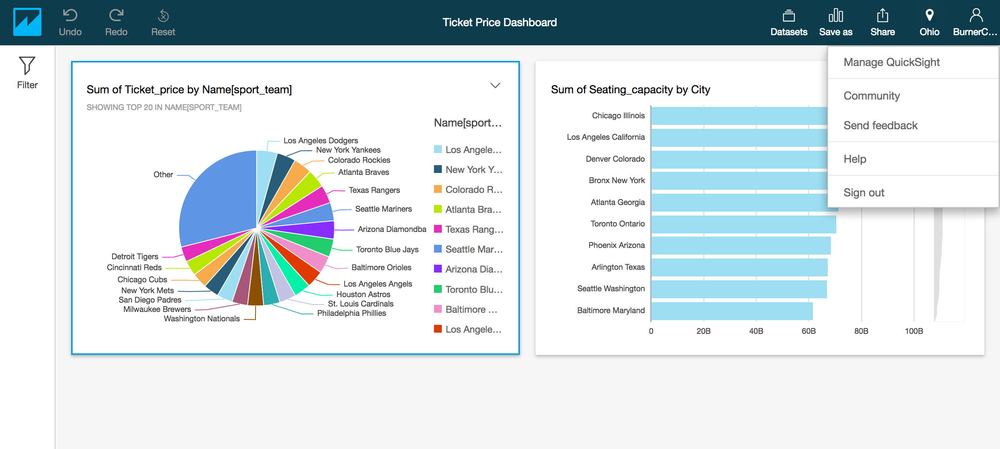 Undo
Redo
Reset
Ticket Price Dashboard
Datasets
Save as
Share
Ohio
BurnerC...
Filter
Manage QuickSight
Community
Send feedback
Help
Sign out
Sum of Ticket_price by Name[sport_team]
SHOWING TOP 20 IN NAME[SPORT_TEAM]
Los Angeles Dodgers
New York Yankees
Colorado Rockies
Atlanta Braves
Texas Rangers
Seattle Mariners
Arizona Diamondba
Toronto Blue Jays
Baltimore Orioles
Los Angeles Angels
Houston Astros
St. Louis Cardinals
Philadelphia Phillies
Washington Nationals
Milwaukee Brewers
San Diego Padres
New York Mets
Chicago Cubs
Cincinnati Reds
Detroit Tigers
Other
Name[sport...
Los Angele...
New York Y...
Colorado R...
Atlanta Bra...
Texas Rang...
Seattle Mar...
Arizona Dia...
Toronto Blu...
Baltimore ...
Los Angele...
Sum of Seating_capacity by City
Chicago Illinois
Los Angeles California
Denver Colorado
Bronx New York
Atlanta Georgia
Toronto Ontario
Phoenix Arizona
Arlington Texas
Seattle Washington
Baltimore Maryland
0
20B
40B
60B
80B
100B